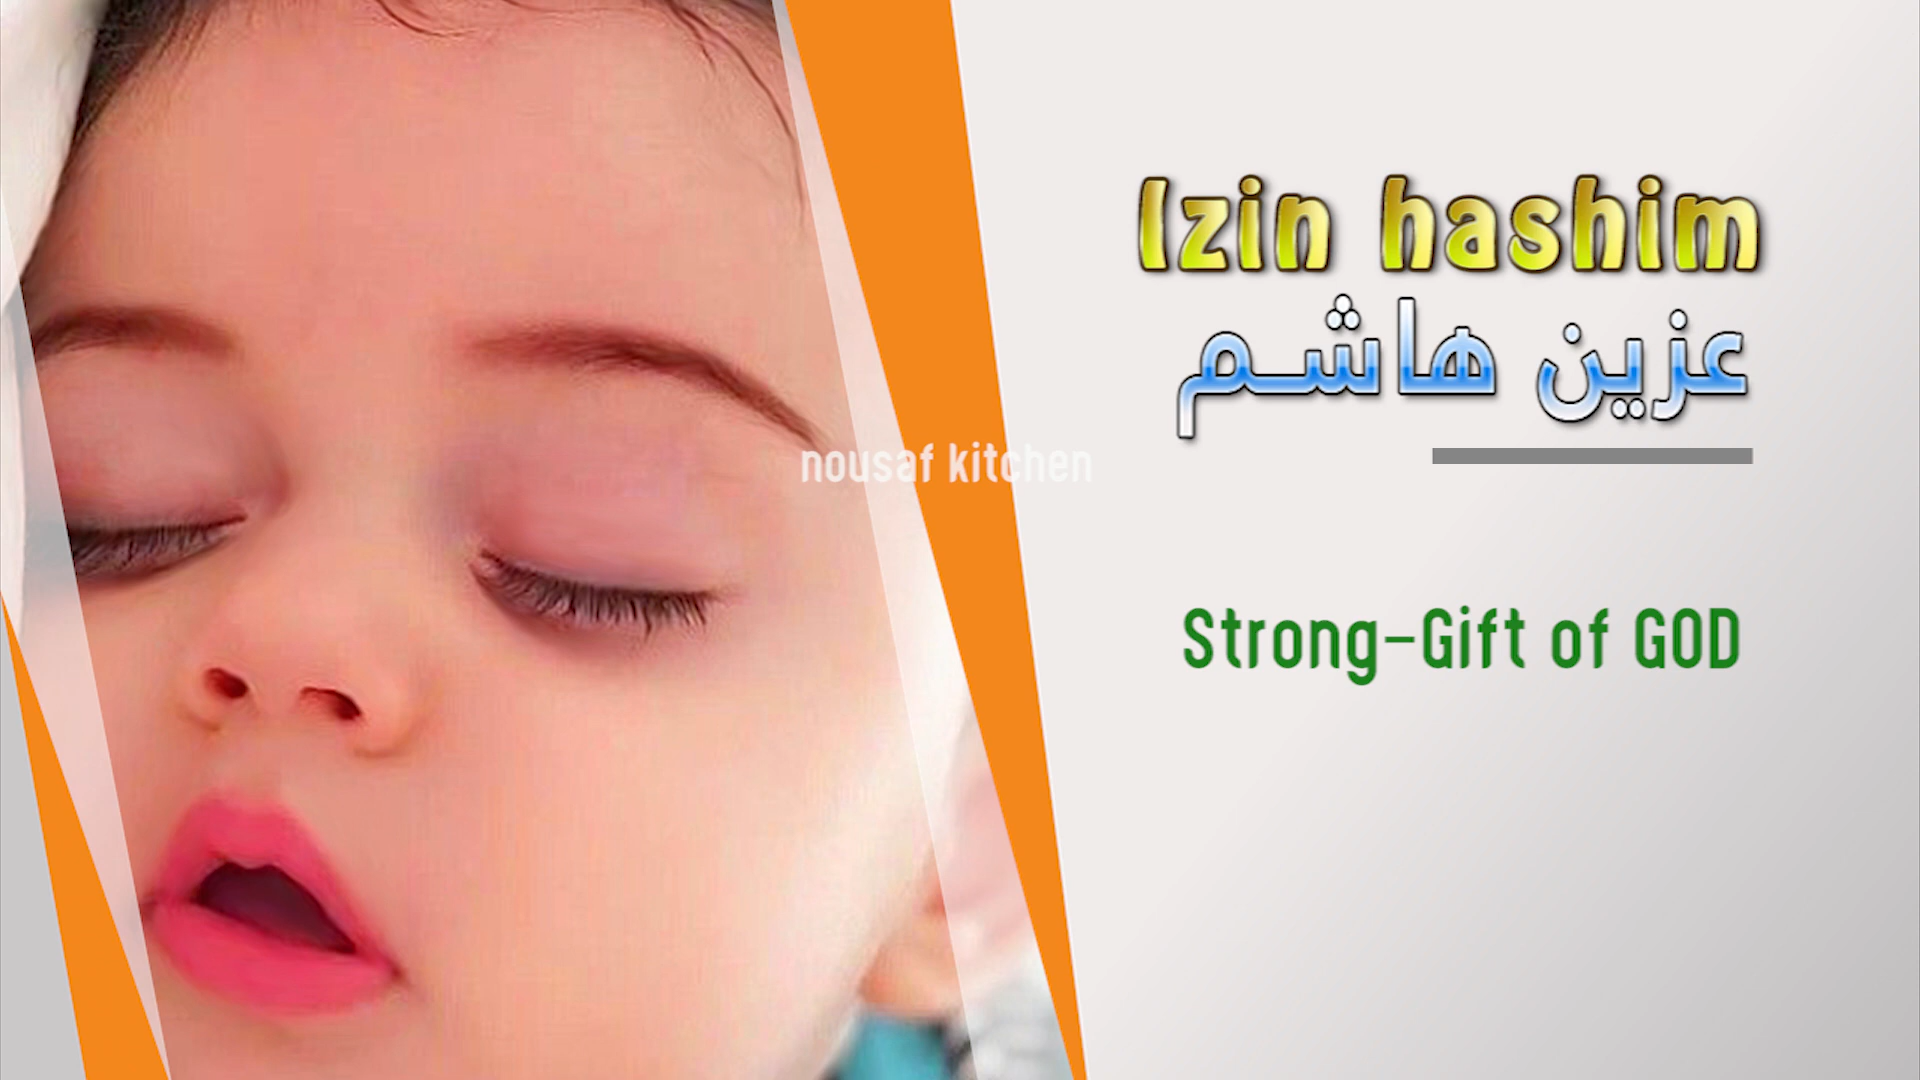 Izin hashim
عزين هاشم
nousaf kitchen
Strong-Gift of GOD